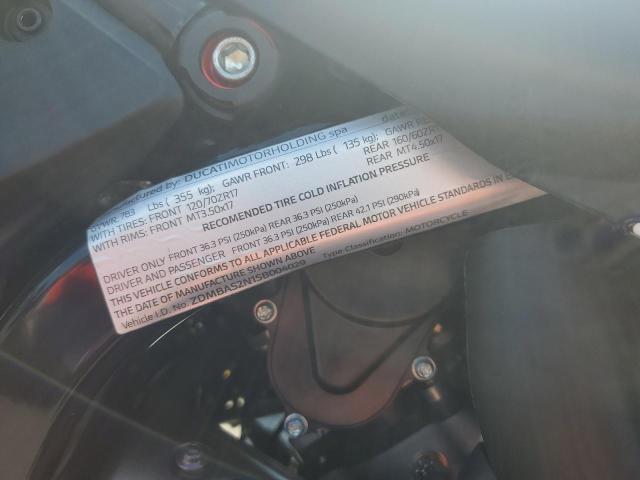 Manufactured by: DUCATIMOTORHOLDING spa date
GVWR 783 Lbs ( 355 kg); GAWR FRONT: 298 Lbs ( 135 kg); GAWR R
WITH TIRES: FRONT 120/70ZR17 REAR 160/60ZR1
WITH RIMS: FRONT MT3.50x17 REAR MT4.50x17
RECOMENDED TIRE COLD INFLATION PRESSURE
DRIVER ONLY FRONT 36.3 PSI (250kPa) REAR 36.3 PSI (250kPa)
DRIVER AND PASSENGER FRONT 36.3 PSI (250kPa) REAR 42.1 PSI (290kPa)
THIS VEHICLE CONFORMS TO ALL APPLICABLE FEDERAL MOTOR VEHICLE STANDARDS IN E
THE DATE OF MANUFACTURE SHOWN ABOVE
Vehicle I.D. No. ZDMBAS2N1SB004029 Type Classification: MOTORCYCLE